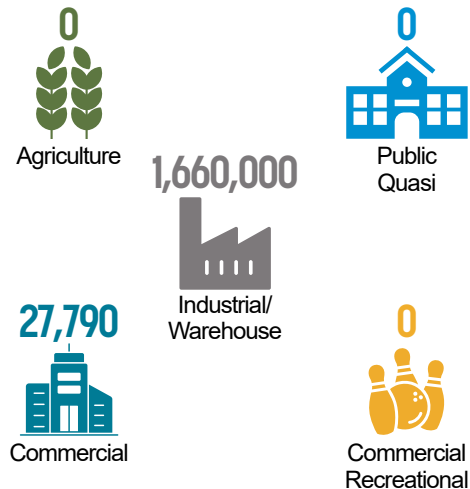 0
Agriculture
0
Public
Quasi
1,660,000
Industrial/
Warehouse
27,790
Commercial
0
Commercial
Recreational